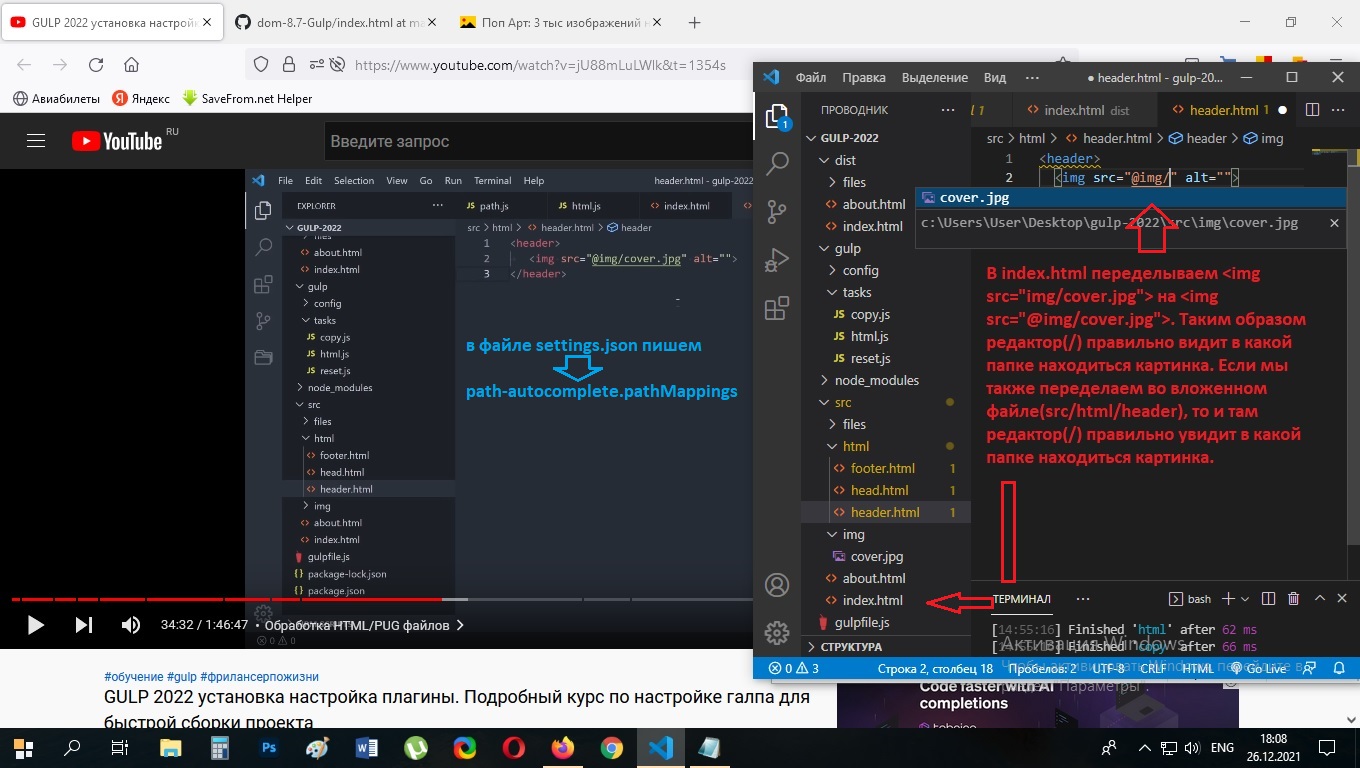 GULP 2022 установка настройк
dom-8.7-Gulp/index.html at ma
Поп Арт: 3 тыс изображений н
https://www.youtube.com/watch?v=jU88mLuLWlk&t=1354s
Авиабилеты
Яндекс
SaveFrom.net Helper
YouTube RU
Введите запрос
File Edit Selection View Go Run Terminal Help
header.html - gulp-2022
EXPLORER
path.js
html.js
index.html
GULP-2022
files
about.html
index.html
gulp
config
tasks
copy.js
html.js
reset.js
node_modules
src
files
html
footer.html
head.html
header.html
img
about.html
index.html
gulpfile.js
package-lock.json
package.json
src > html > header.html > header
1 <header>
2 <img src="@img/cover.jpg" alt="">
3 </header>
в файле settings.json пишем
path-autocomplete.pathMappings
0 0
34:32 / 1:46:47 • Обработка HTML/PUG файлов
#обучение #gulp #фрилансерпожизни
GULP 2022 установка настройка плагины. Подробный курс по настройке галпа для
быстрой сборки проекта
Файл Правка Выделение Вид ···
● header.html - gulp-20...
1
ПРОВОДНИК
l 1
index.html dist
header.html 1
GULP-2022
dist
files
about.html
index.html
gulp
config
tasks
copy.js
html.js
reset.js
node_modules
src
files
html
footer.html 1
head.html 1
header.html 1
img
cover.jpg
about.html
index.html
gulpfile.js
СТРУКТУРА
src > html > header.html > header > img
1 <header>
2 <img src="@img/" alt="">
cover.jpg
c:\Users\User\Desktop\gulp-2022\src\img\cover.jpg
В index.html переделываем <img
src="img/cover.jpg"> на <img
src="@img/cover.jpg">. Таким образом
редактор(/) правильно видит в какой
папке находиться картинка. Если мы
также переделаем во вложенном
файле(src/html/header), то и там
редактор(/) правильно увидит в какой
папке находиться картинка.
ТЕРМИНАЛ
bash
[14:55:16] Finished 'html' after 62 ms
Finished 'copy' after 66 ms
Активация Windows
Чтобы активировать Windows, перейдите в
Параметры".
0 3
Строка 2, столбец 18 Пробелов: 2 UTF-8 CRLF HTML Go Live
Code faster with AI
completions
ENG
18:08
26.12.2021